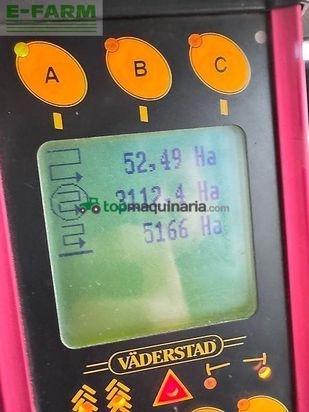 E-FARM
A B C
52,49 Ha
3112,4 Ha
topmaquinaria.com
5166 Ha
VÄDERSTAD